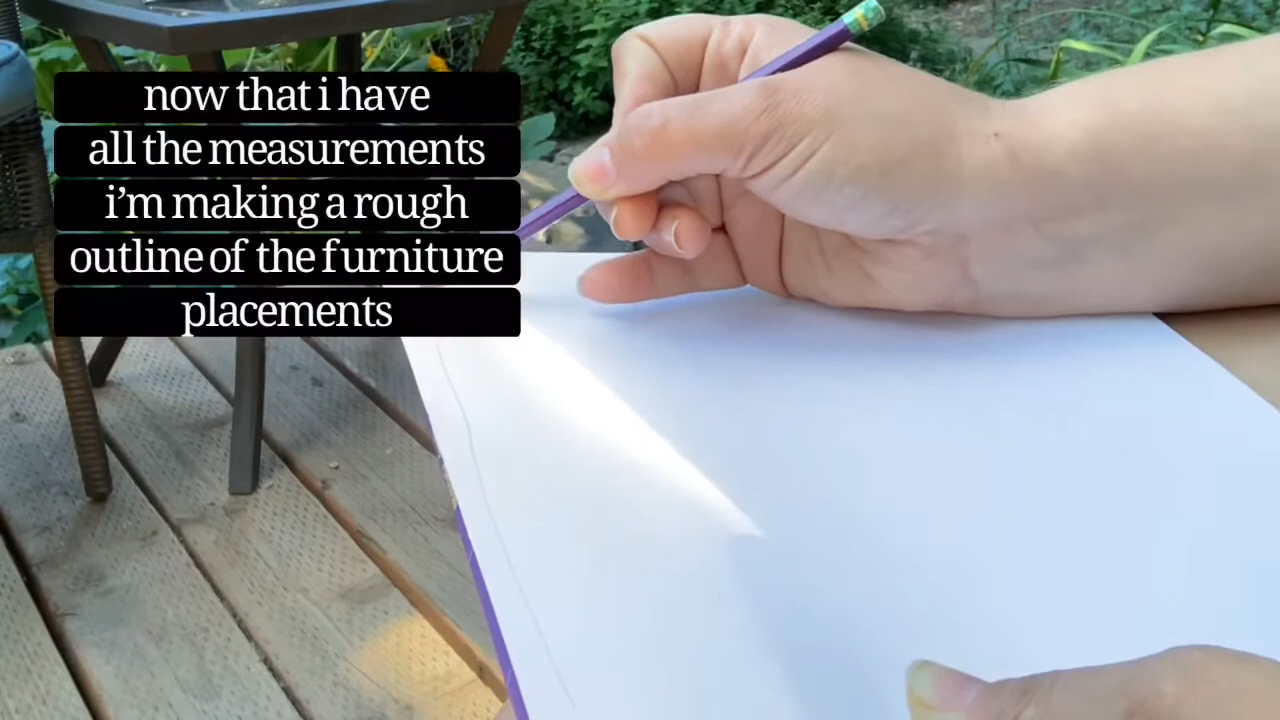 now that i have
all the measurements
i’m making a rough
outline of the furniture
placements